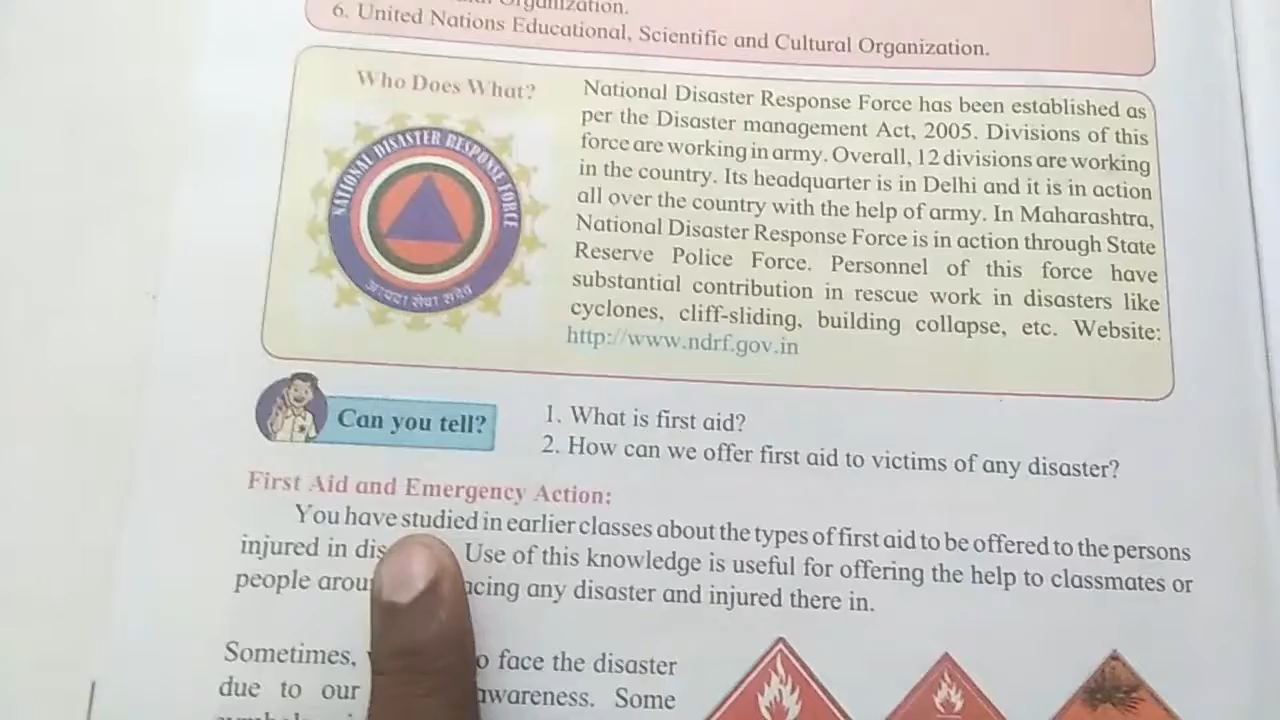 Organization.
6. United Nations Educational, Scientific and Cultural Organization.
Who Does What?
NATIONAL DISASTER RESPONSE FORCE
आपदा सेवा सदैव
National Disaster Response Force has been established as
per the Disaster management Act, 2005. Divisions of this
force are working in army. Overall, 12 divisions are working
in the country. Its headquarter is in Delhi and it is in action
all over the country with the help of army. In Maharashtra,
National Disaster Response Force is in action through State
Reserve Police Force. Personnel of this force have
substantial contribution in rescue work in disasters like
cyclones, cliff-sliding, building collapse, etc. Website:
http://www.ndrf.gov.in
Can you tell?
1. What is first aid?
2. How can we offer first aid to victims of any disaster?
First Aid and Emergency Action:
You have studied in earlier classes about the types of first aid to be offered to the persons
injured in Use of this knowledge is useful for offering the help to classmates or
people any disaster and injured there in.
Sometimes, face the disaster
due to our awareness. Some